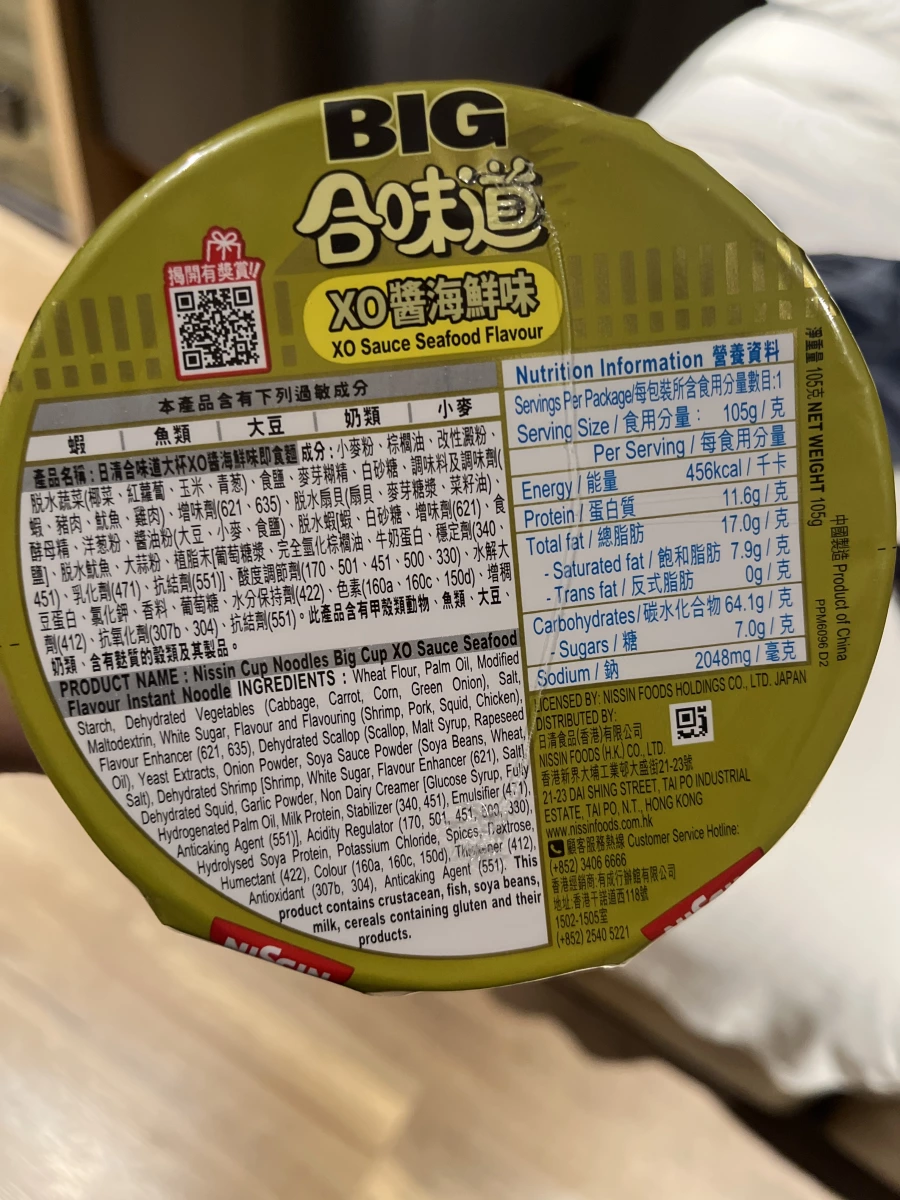 BIG
合味道
揭開有獎賞!!
XO醬海鮮味
XO Sauce Seafood Flavour
本產品含有下列過敏成分
蝦 | 魚類 | 大豆 | 奶類 | 小麥
產品名稱：日清合味道大杯XO醬海鮮味即食麵 成分：小麥粉、棕櫚油、改性澱粉、
脫水蔬菜(椰菜、紅蘿蔔、玉米、青葱)、食鹽、麥芽糊精、白砂糖、調味料及調味劑(
蝦、豬肉、魷魚、雞肉)、增味劑(621、635)、脫水扇貝(扇貝、麥芽糖漿、菜籽油)、
酵母精、洋葱粉、醬油粉(大豆、小麥、食鹽)、脫水蝦[蝦、白砂糖、增味劑(621)、食
鹽]、脫水魷魚、大蒜粉、植脂末[葡萄糖漿、完全氫化棕櫚油、牛奶蛋白、穩定劑(340、
451)、乳化劑(471)、抗結劑(551)]、酸度調節劑(170、501、451、500、330)、水解大
豆蛋白、氯化鉀、香料、葡萄糖、水分保持劑(422)、色素(160a、160c、150d)、增稠
劑(412)、抗氧化劑(307b、304)、抗結劑(551)。此產品含有甲殼類動物、魚類、大豆、
奶類、含有麩質的穀類及其製品。
PRODUCT NAME : Nissin Cup Noodles Big Cup XO Sauce Seafood
Flavour Instant Noodle INGREDIENTS : Wheat Flour, Palm Oil, Modified
Starch, Dehydrated Vegetables (Cabbage, Carrot, Corn, Green Onion), Salt,
Maltodextrin, White Sugar, Flavour and Flavouring (Shrimp, Pork, Squid, Chicken),
Flavour Enhancer (621, 635), Dehydrated Scallop (Scallop, Malt Syrup, Rapeseed
Oil), Yeast Extracts, Onion Powder, Soya Sauce Powder (Soya Beans, Wheat,
Salt), Dehydrated Shrimp [Shrimp, White Sugar, Flavour Enhancer (621), Salt],
Dehydrated Squid, Garlic Powder, Non Dairy Creamer [Glucose Syrup, Fully
Hydrogenated Palm Oil, Milk Protein, Stabilizer (340, 451), Emulsifier (471),
Anticaking Agent (551)], Acidity Regulator (170, 501, 451, 500, 330),
Hydrolysed Soya Protein, Potassium Chloride, Spices, Dextrose,
Humectant (422), Colour (160a, 160c, 150d), Thickener (412),
Antioxidant (307b, 304), Anticaking Agent (551). This
product contains crustacean, fish, soya beans,
milk, cereals containing gluten and their
products.
Nutrition Information 營養資料
Servings Per Package/每包裝所含食用分量數目:1
Serving Size / 食用分量： 105g / 克
Per Serving / 每食用分量
Energy / 能量 456kcal / 千卡
Protein / 蛋白質 11.6g / 克
Total fat / 總脂肪 17.0g / 克
- Saturated fat / 飽和脂肪 7.9g / 克
- Trans fat / 反式脂肪 0g / 克
Carbohydrates / 碳水化合物 64.1g / 克
- Sugars / 糖 7.0g / 克
Sodium / 鈉 2048mg / 毫克
LICENSED BY: NISSIN FOODS HOLDINGS CO., LTD. JAPAN
DISTRIBUTED BY:
日清食品(香港)有限公司
NISSIN FOODS (H.K.) CO., LTD.
香港新界大埔工業邨大盛街21-23號
21-23 DAI SHING STREET, TAI PO INDUSTRIAL
ESTATE, TAI PO, N.T., HONG KONG
www.nissinfoods.com.hk
顧客服務熱線 Customer Service Hotline:
(+852) 3406 6666
香港經銷商:有成行辦館有限公司
地址:香港干諾道西118號
1502-1505室
(+852) 2540 5221
淨重量 105克 NET WEIGHT 105g
中國製造 Product of China
PPM6096 D2
NISSIN
NISSIN